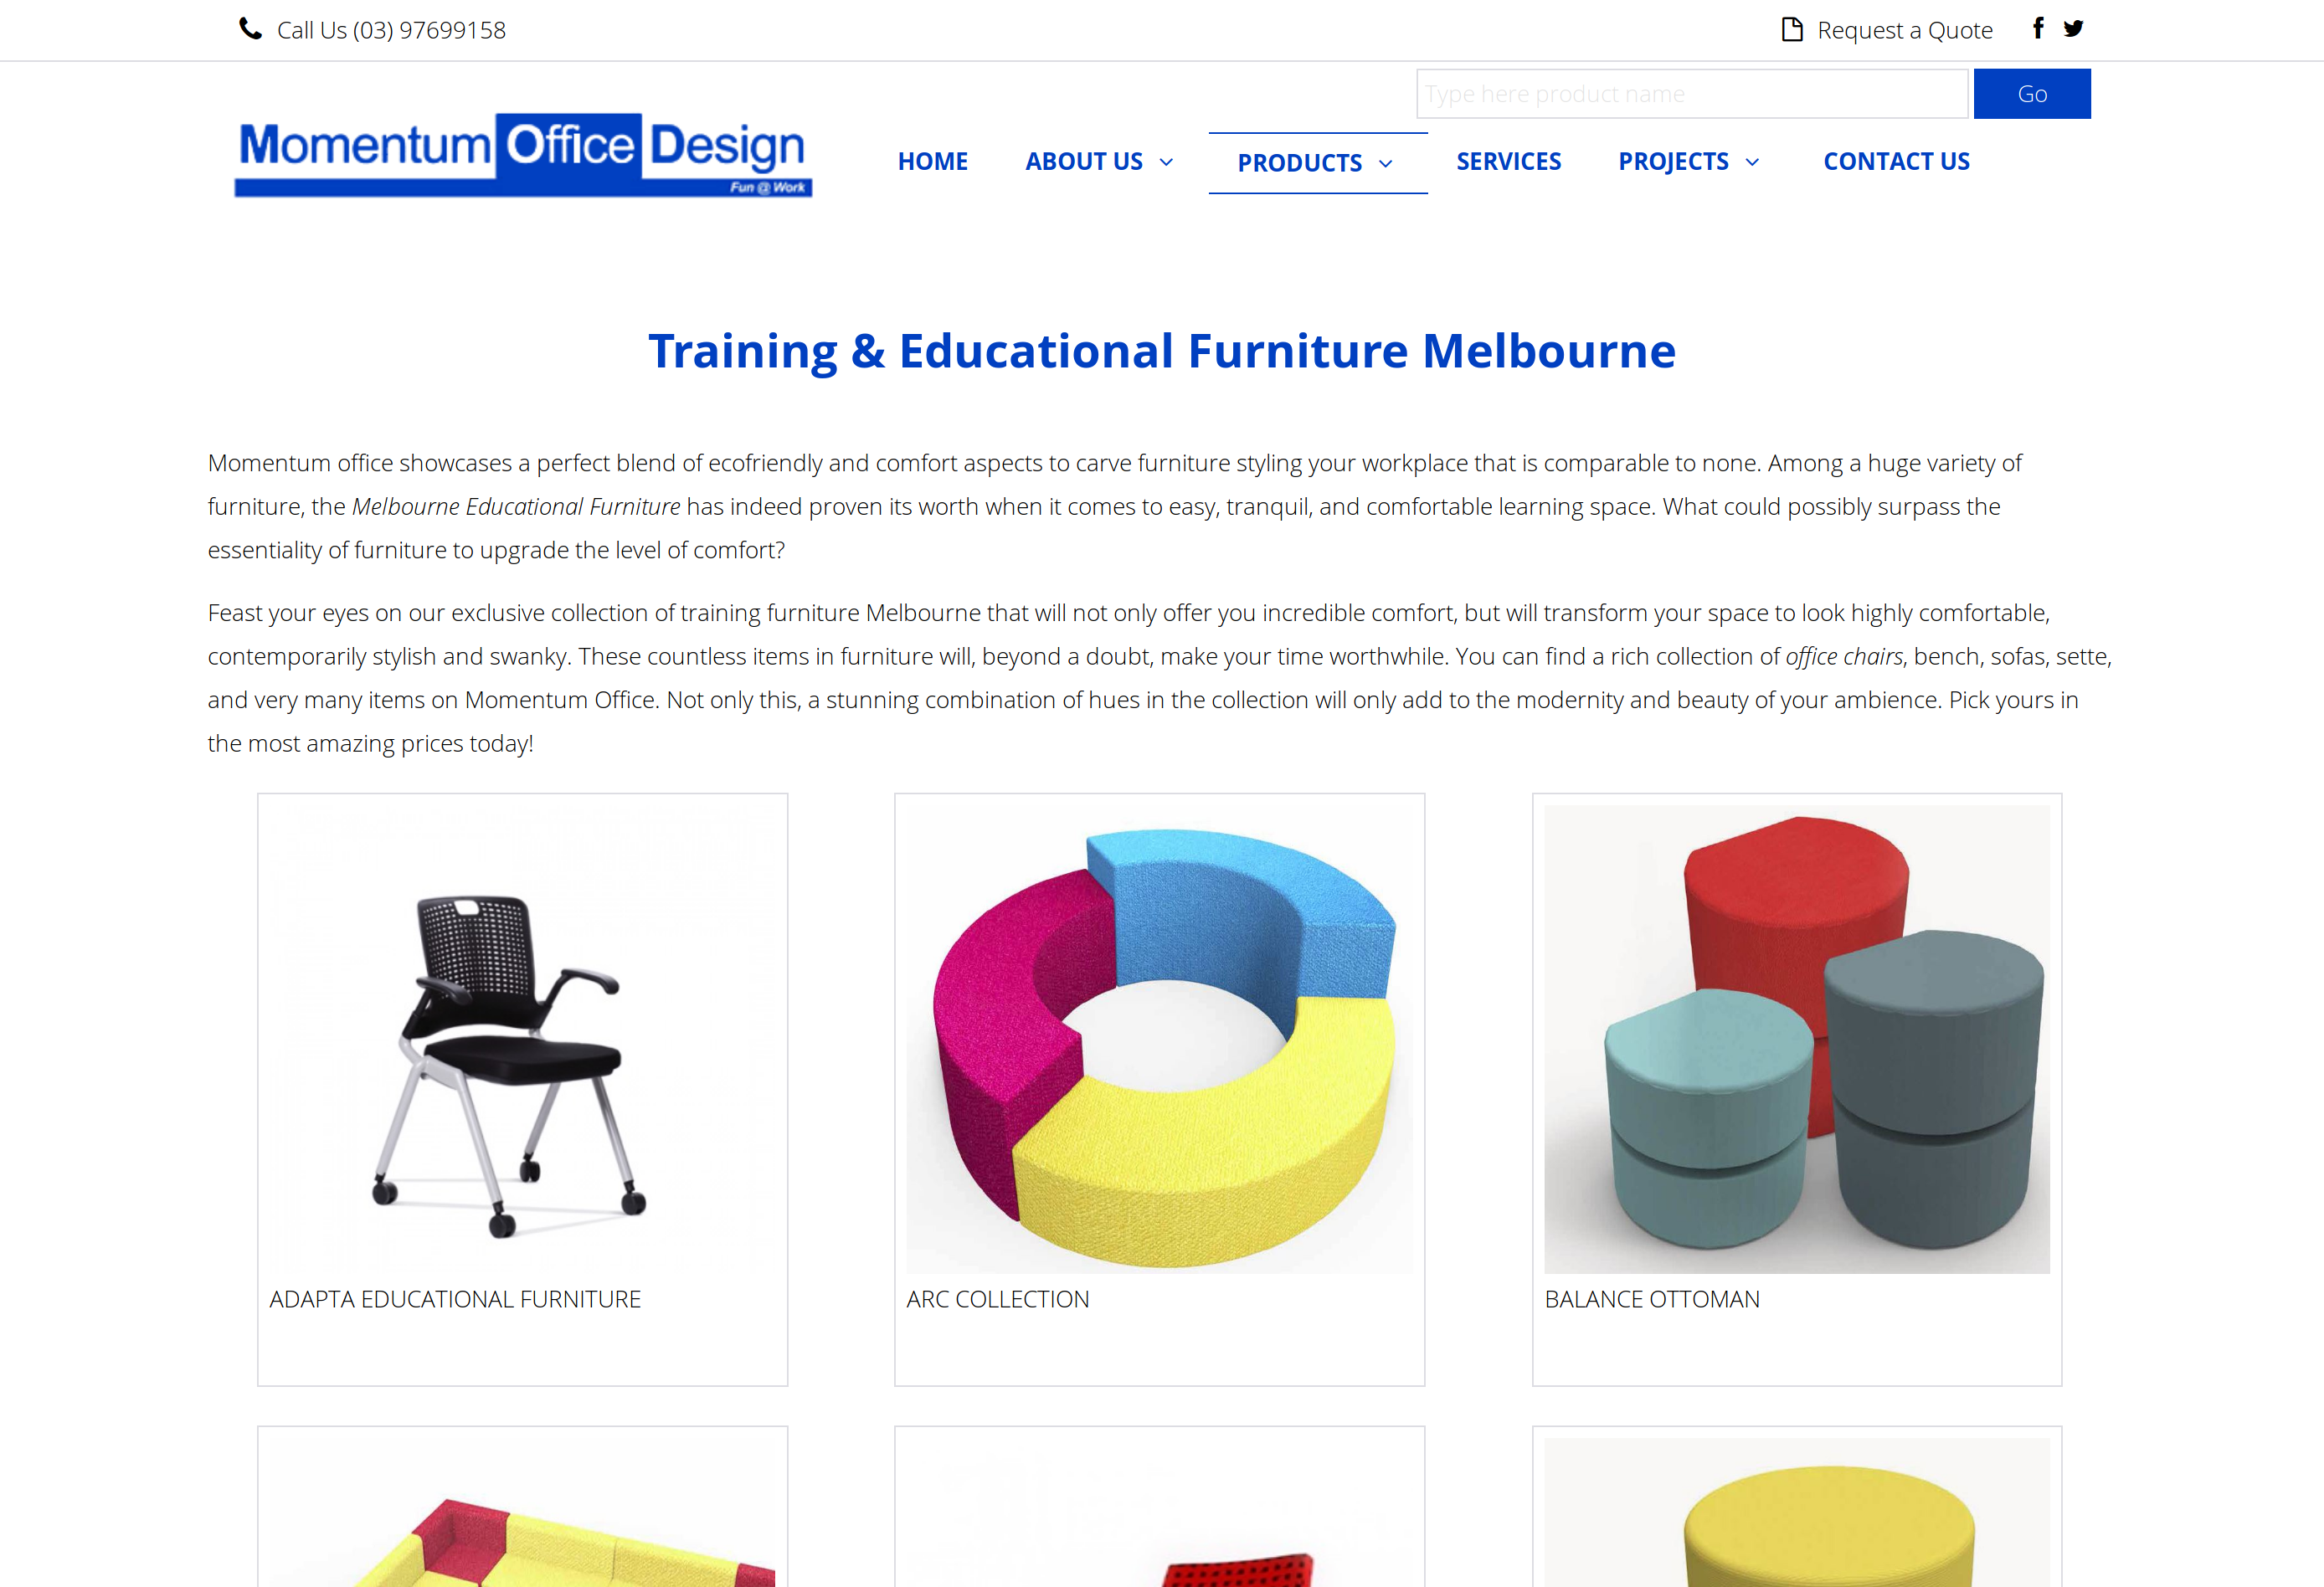 Call Us (03) 97699158
Request a Quote
Type here product name
Go
Momentum Office Design
Fun @ Work
HOME
ABOUT US
PRODUCTS
SERVICES
PROJECTS
CONTACT US
Training & Educational Furniture Melbourne
Momentum office showcases a perfect blend of ecofriendly and comfort aspects to carve furniture styling your workplace that is comparable to none. Among a huge variety of
furniture, the Melbourne Educational Furniture has indeed proven its worth when it comes to easy, tranquil, and comfortable learning space. What could possibly surpass the
essentiality of furniture to upgrade the level of comfort?
Feast your eyes on our exclusive collection of training furniture Melbourne that will not only offer you incredible comfort, but will transform your space to look highly comfortable,
contemporarily stylish and swanky. These countless items in furniture will, beyond a doubt, make your time worthwhile. You can find a rich collection of office chairs, bench, sofas, sette,
and very many items on Momentum Office. Not only this, a stunning combination of hues in the collection will only add to the modernity and beauty of your ambience. Pick yours in
the most amazing prices today!
ADAPTA EDUCATIONAL FURNITURE
ARC COLLECTION
BALANCE OTTOMAN